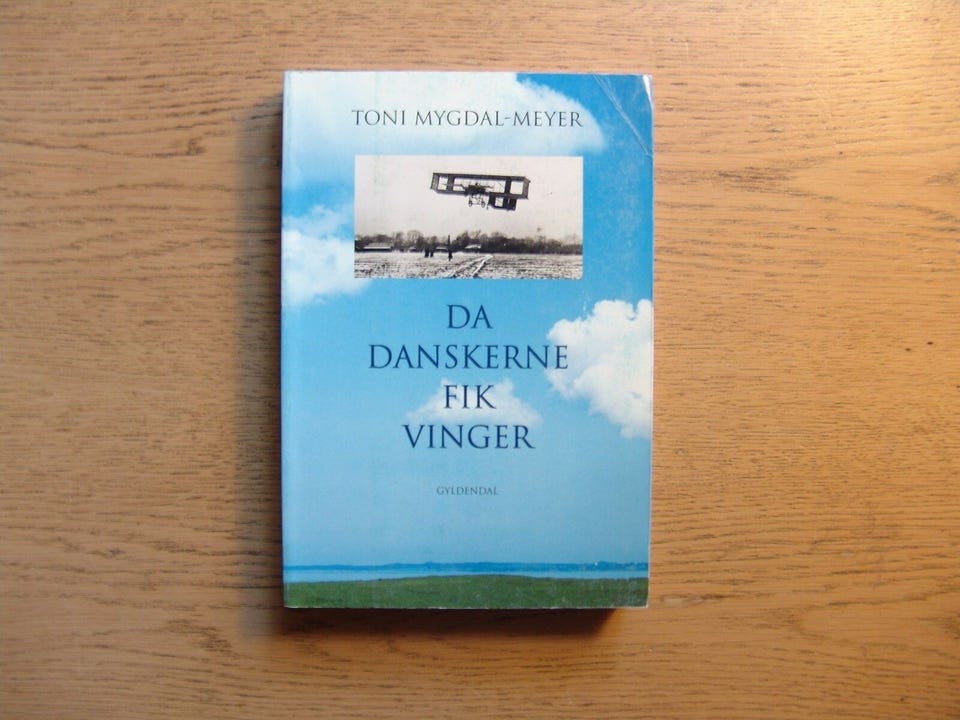 TONI MYGDAL-MEYER
DA
DANSKERNE
FIK
VINGER
GYLDENDAL